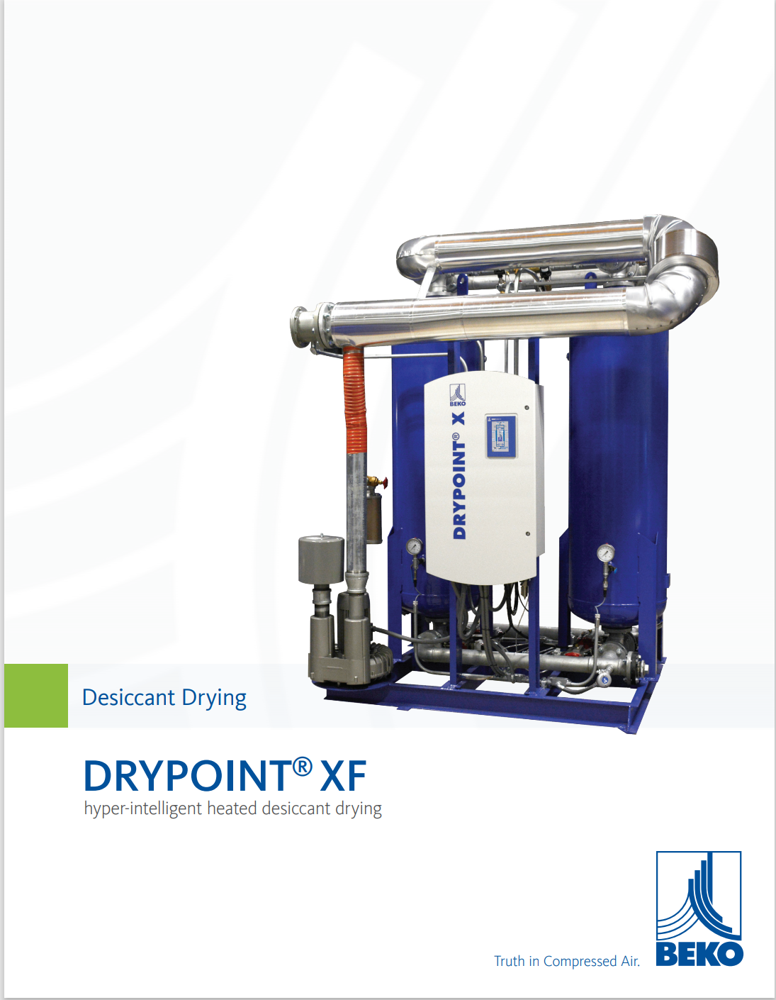 BEKO
DRYPOINT® X
Desiccant Drying
DRYPOINT® XF
hyper-intelligent heated desiccant drying
Truth in Compressed Air.
BEKO